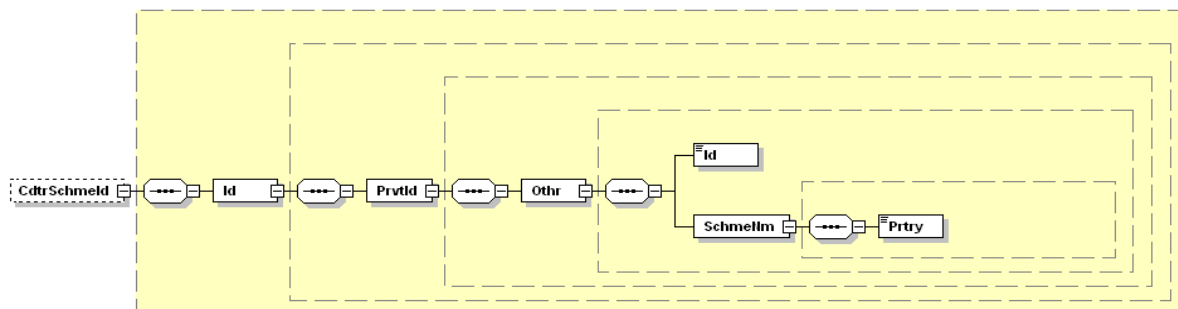 Id
CdtrSchmeId
Id
PrvtId
Othr
SchmeNm
Prtry